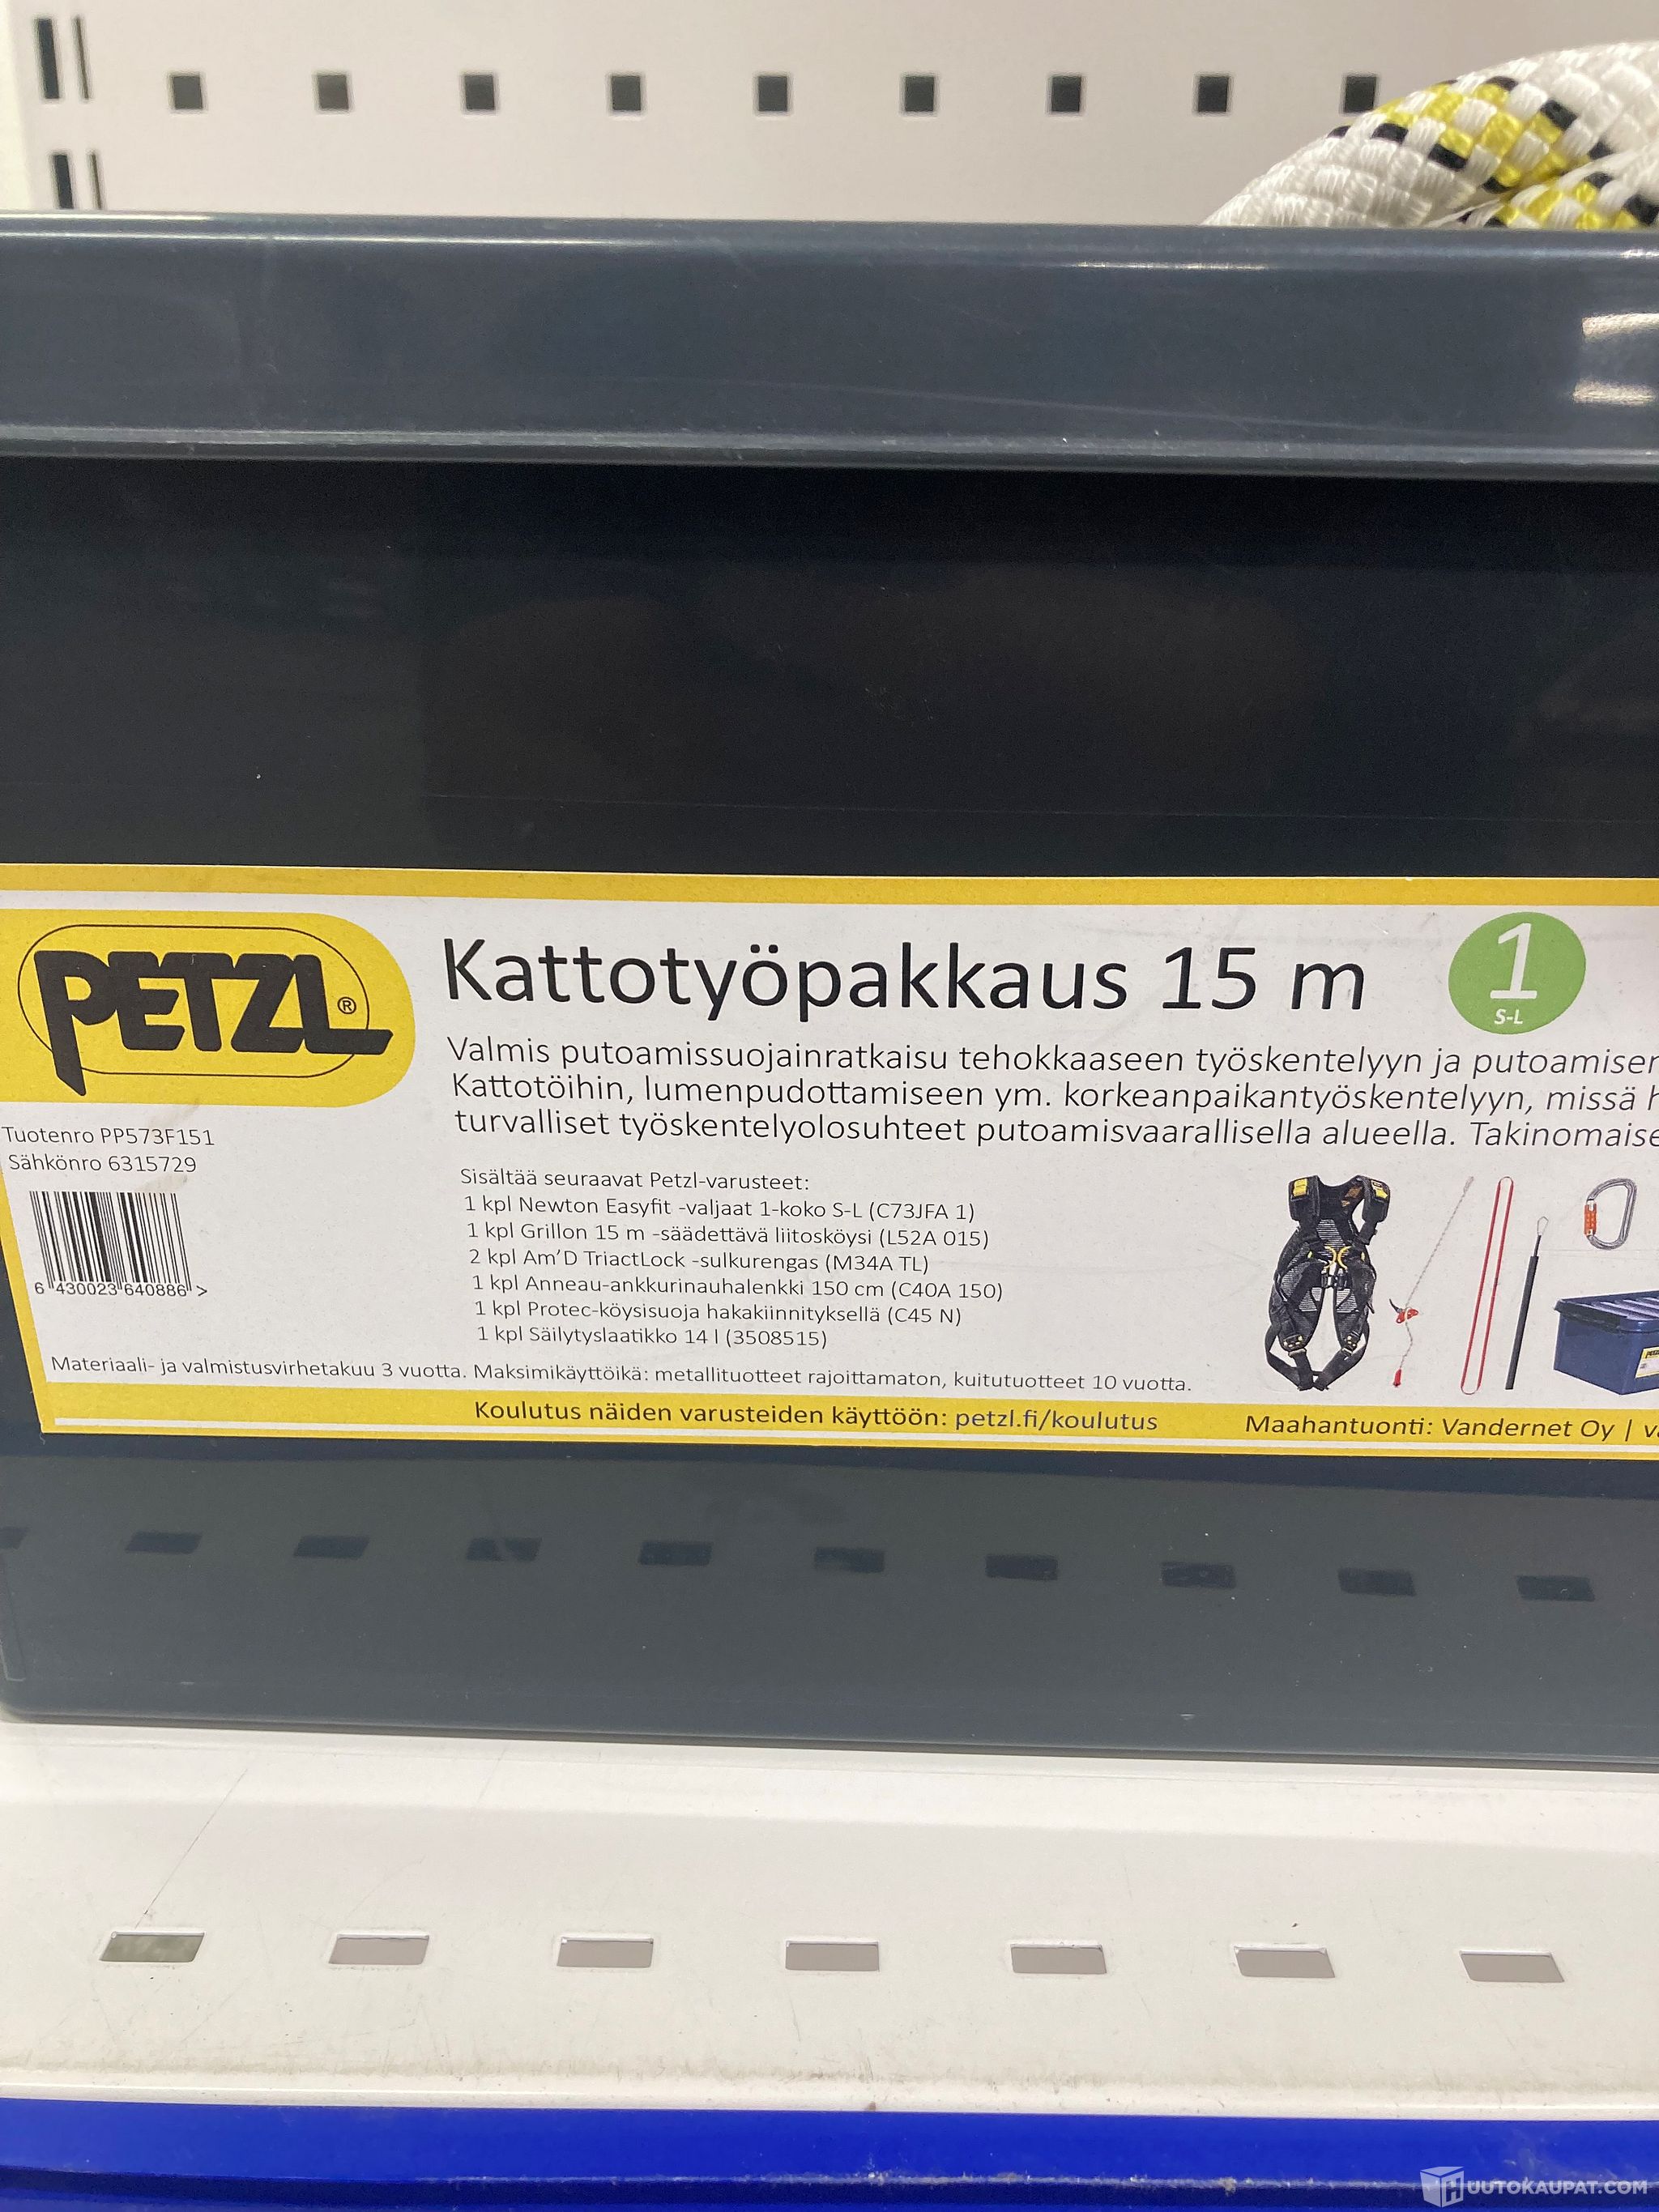 PETZL®
Kattotyöpakkaus 15 m
1
S-L
Valmis putoamissuojainratkaisu tehokkaaseen työskentelyyn ja
Kattotöihin, lumenpudottamiseen ym. korkeanpaikantyöskentelyyn, missä
turvalliset työskentelyolosuhteet putoamisvaarallisella alueella.
Tuotenro PP573F151
Sähkönro 6315729
6 430023 640886 >
Sisältää seuraavat Petzl-varusteet:
1 kpl Newton Easyfit -valjaat 1-koko S-L (C73JFA 1)
1 kpl Grillon 15 m -säädettävä liitosköysi (L52A 015)
2 kpl Am'D TriactLock -sulkurengas (M34A TL)
1 kpl Anneau-ankkurinauhalenkki 150 cm (C40A 150)
1 kpl Protec-köysisuoja hakakiinnityksellä (C45 N)
1 kpl Säilytyslaatikko 14 l (3508515)
Materiaali- ja valmistusvirhetakuu 3 vuotta. Maksimikäyttöikä: metallituotteet rajoittamaton, kuitutuotteet 10 vuotta.
Koulutus näiden varusteiden käyttöön: petzl.fi/koulutus
Maahantuonti: Vandernet Oy |
HUUTOKAUPAT.COM